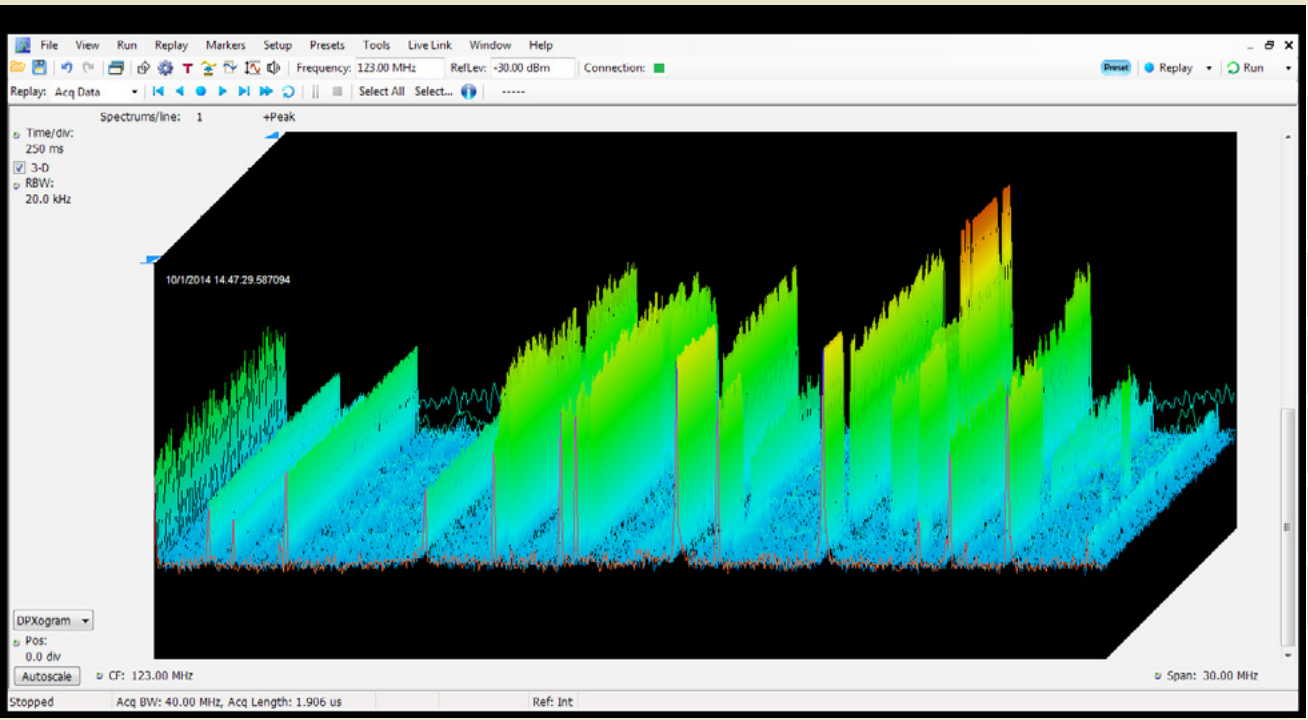 File View Run Replay Markers Setup Presets Tools Live Link Window Help
T Frequency: 123.00 MHz RefLev: -30.00 dBm Connection: Preset Replay Run
Replay: Acq Data Select All Select... -----
Spectrums/line: 1 +Peak
Time/div:
250 ms
3-D
RBW:
20.0 kHz
10/1/2014 14.47.29.587094
DPXogram
Pos:
0.0 div
Autoscale CF: 123.00 MHz Span: 30.00 MHz
Stopped Acq BW: 40.00 MHz, Acq Length: 1.906 us Ref: Int